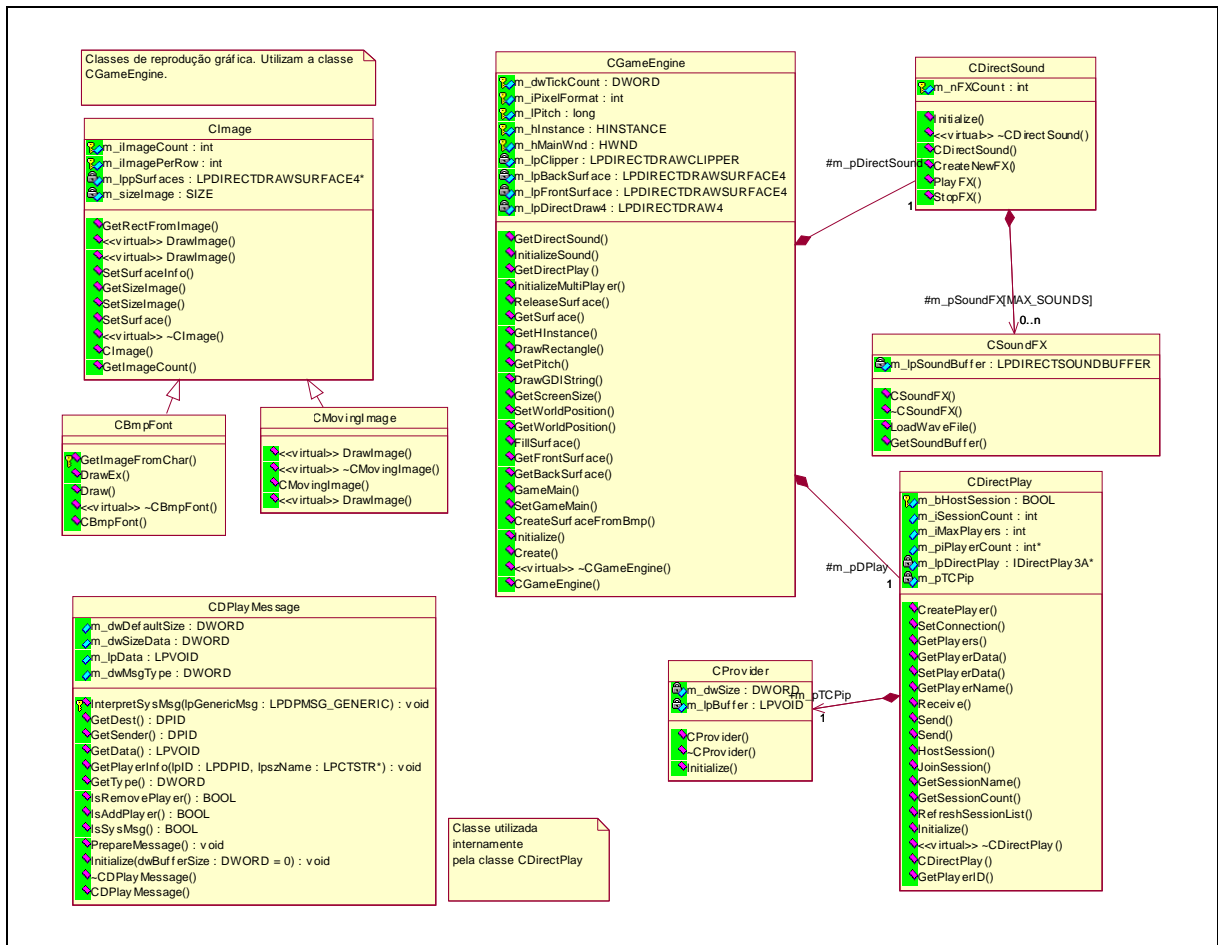 Classes de reprodução gráfica. Utilizam a classe
CGameEngine.
CImage
m_iImageCount : int
m_iImagePerRow : int
m_lppSurfaces : LPDIRECTDRAWSURFACE4*
m_sizeImage : SIZE
GetRectFromImage()
<<virtual>> DrawImage()
<<virtual>> DrawImage()
SetSurfaceInfo()
GetSizeImage()
SetSizeImage()
SetSurface()
<<virtual>> ~CImage()
CImage()
GetImageCount()
CBmpFont
GetImageFromChar()
DrawEx()
Draw()
<<virtual>> ~CBmpFont()
CBmpFont()
CMovingImage
<<virtual>> DrawImage()
<<virtual>> ~CMovingImage()
CMovingImage()
<<virtual>> DrawImage()
CGameEngine
m_dwTickCount : DWORD
m_iPixelFormat : int
m_lPitch : long
m_hInstance : HINSTANCE
m_hMainWnd : HWND
m_lpClipper : LPDIRECTDRAWCLIPPER
m_lpBackSurface : LPDIRECTDRAWSURFACE4
m_lpFrontSurface : LPDIRECTDRAWSURFACE4
m_lpDirectDraw4 : LPDIRECTDRAW4
GetDirectSound()
InitializeSound()
GetDirectPlay()
InitializeMultiPlayer()
ReleaseSurface()
GetSurface()
GetHInstance()
DrawRectangle()
GetPitch()
DrawGDIString()
GetScreenSize()
SetWorldPosition()
GetWorldPosition()
FillSurface()
GetFrontSurface()
GetBackSurface()
GameMain()
SetGameMain()
CreateSurfaceFromBmp()
Initialize()
Create()
<<virtual>> ~CGameEngine()
CGameEngine()
#m_pDirectSound
1
CDirectSound
m_nFXCount : int
Initialize()
<<virtual>> ~CDirectSound()
CDirectSound()
CreateNewFX()
PlayFX()
StopFX()
#m_pSoundFX[MAX_SOUNDS]
0..n
CSoundFX
m_lpSoundBuffer : LPDIRECTSOUNDBUFFER
CSoundFX()
~CSoundFX()
LoadWaveFile()
GetSoundBuffer()
#m_pDPlay
1
CDirectPlay
m_bHostSession : BOOL
m_iSessionCount : int
m_iMaxPlayers : int
m_piPlayerCount : int*
m_lpDirectPlay : IDirectPlay3A*
m_pTCPip
CreatePlayer()
SetConnection()
GetPlayers()
GetPlayerData()
SetPlayerData()
GetPlayerName()
Receive()
Send()
Send()
HostSession()
JoinSession()
GetSessionName()
GetSessionCount()
RefreshSessionList()
Initialize()
<<virtual>> ~CDirectPlay()
CDirectPlay()
GetPlayerID()
CDPlayMessage
m_dwDefaultSize : DWORD
m_dwSizeData : DWORD
m_lpData : LPVOID
m_dwMsgType : DWORD
InterpretSysMsg(lpGenericMsg : LPDPMSG_GENERIC) : void
GetDest() : DPID
GetSender() : DPID
GetData() : LPVOID
GetPlayerInfo(lpID : LPDPID, lpszName : LPCTSTR*) : void
GetType() : DWORD
IsRemovePlayer() : BOOL
IsAddPlayer() : BOOL
IsSysMsg() : BOOL
PrepareMessage() : void
Initialize(dwBufferSize : DWORD = 0) : void
~CDPlayMessage()
CDPlayMessage()
Classe utilizada
internamente
pela classe CDirectPlay
CProvider
m_dwSize : DWORD
m_lpBuffer : LPVOID
CProvider()
~CProvider()
Initialize()
+m_pTCPip
1